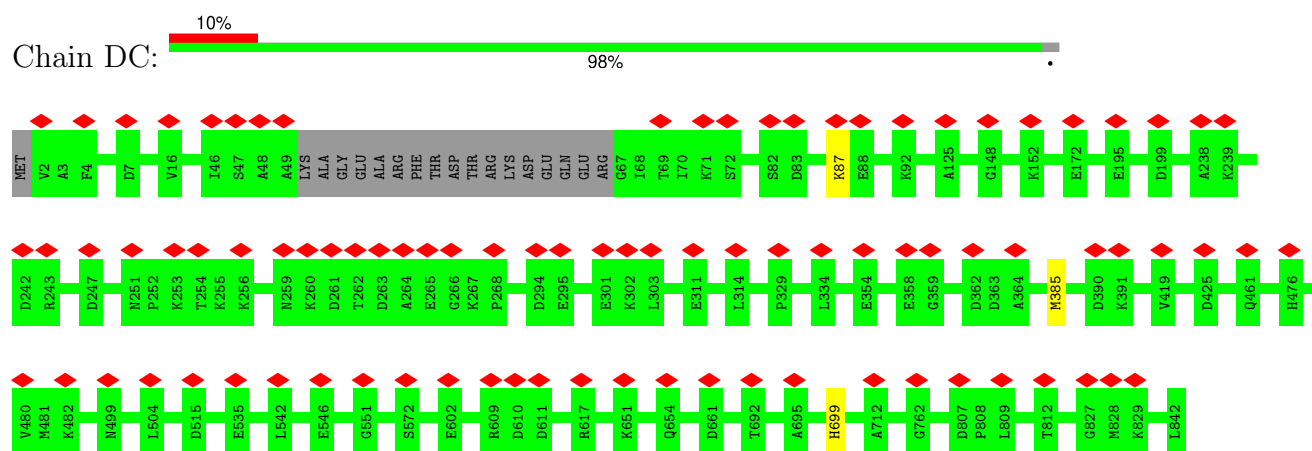 10%
Chain DC:
98%
•
MET V2 A3 F4 D7 V16 I46 S47 A48 A49 LYS ALA GLY GLU ALA ARG PHE THR ASP THR ARG LYS ASP GLU GLN GLU ARG G67 I68 T69 I70 K71 S72 S82 D83 K87 E88 K92 A125 G148 K152 E172 E195 D199 A238 K239
D242 R243 D247 N251 P252 K253 T254 K255 K256 N259 K260 D261 T262 D263 A264 E265 G266 K267 P268 D294 E295 E301 K302 L303 E311 L314 P329 L334 E354 E358 G359 D362 D363 A364 M385 D390 K391 V419 D425 Q461 H476
V480 M481 K482 N499 L504 D515 E535 L542 E546 G551 S572 E602 R609 D610 D611 R617 K651 Q654 D661 T692 A695 H699 A712 G762 D807 P808 L809 T812 G827 M828 K829 L842